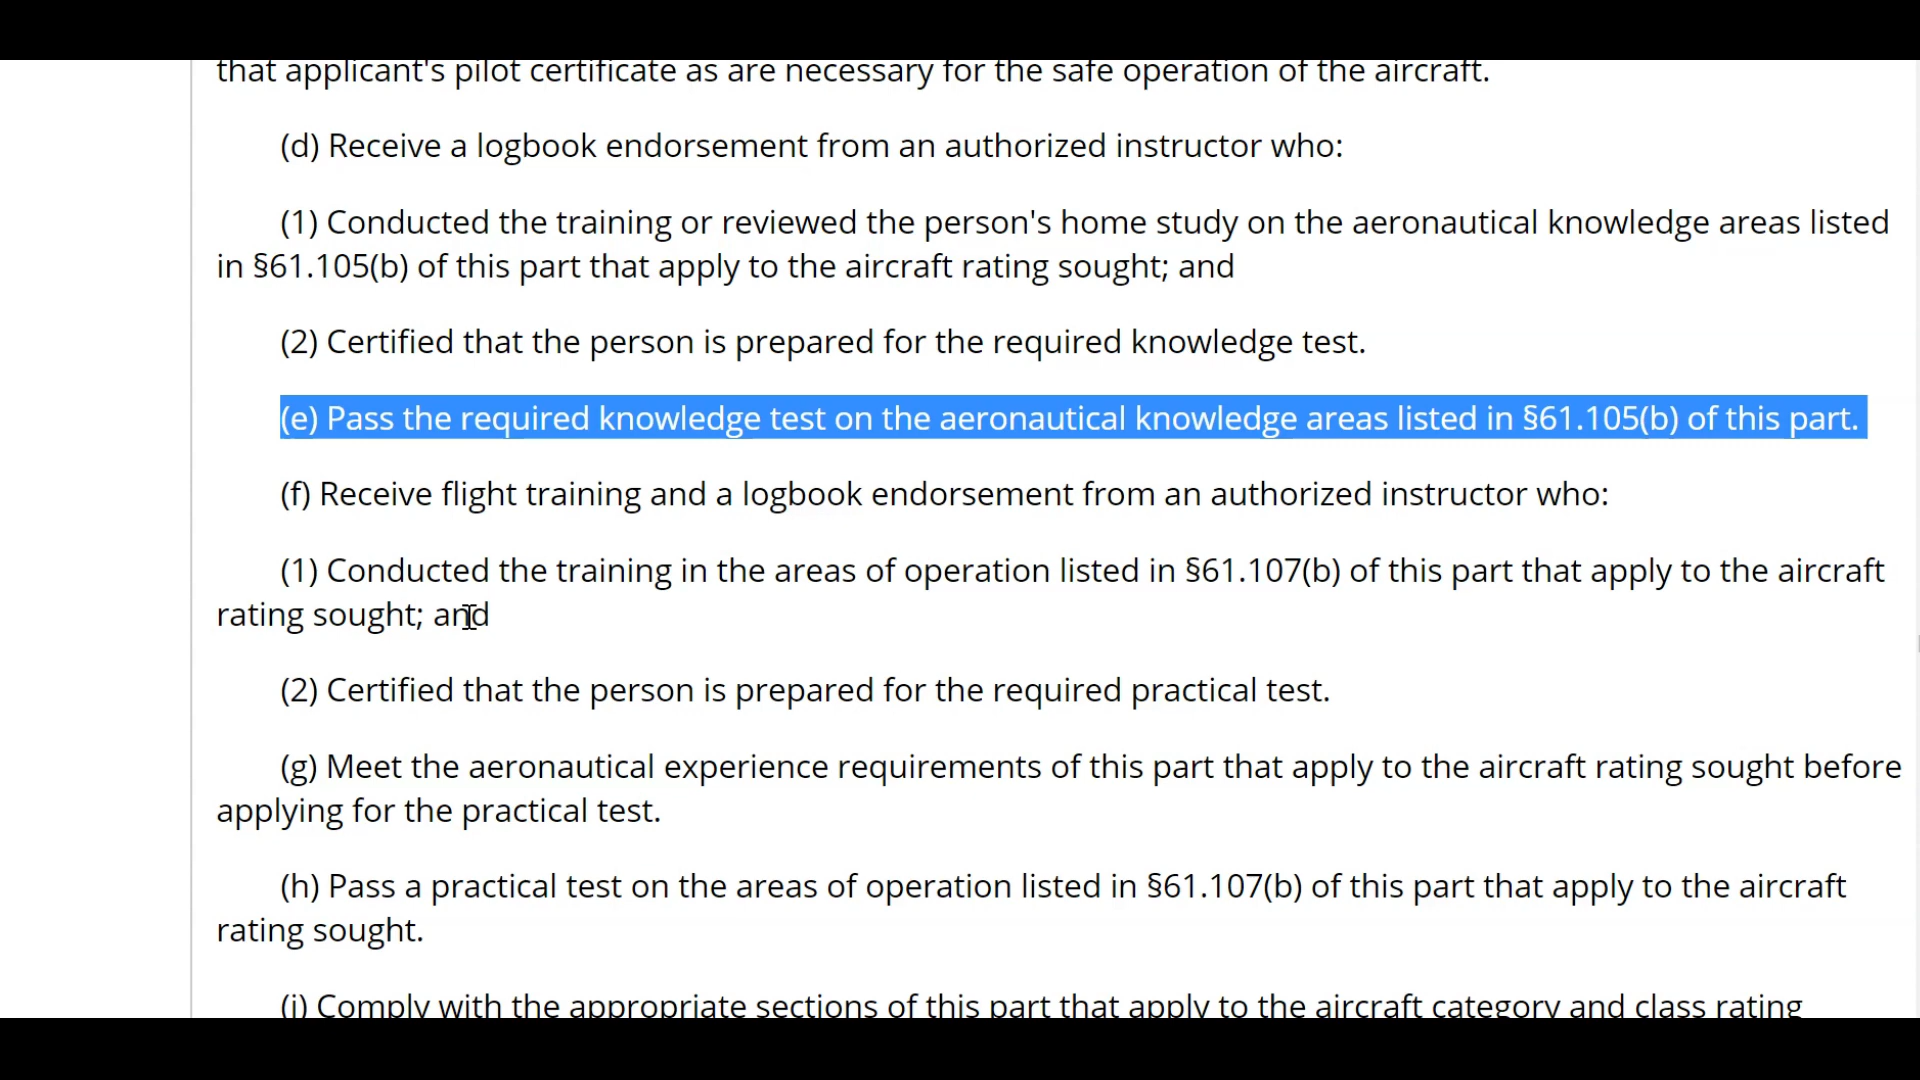 that applicant's pilot certificate as are necessary for the safe operation of the aircraft.
(d) Receive a logbook endorsement from an authorized instructor who:
(1) Conducted the training or reviewed the person's home study on the aeronautical knowledge areas listed
in §61.105(b) of this part that apply to the aircraft rating sought; and
(2) Certified that the person is prepared for the required knowledge test.
(e) Pass the required knowledge test on the aeronautical knowledge areas listed in §61.105(b) of this part.
(f) Receive flight training and a logbook endorsement from an authorized instructor who:
(1) Conducted the training in the areas of operation listed in §61.107(b) of this part that apply to the aircraft
rating sought; and
(2) Certified that the person is prepared for the required practical test.
(g) Meet the aeronautical experience requirements of this part that apply to the aircraft rating sought before
applying for the practical test.
(h) Pass a practical test on the areas of operation listed in §61.107(b) of this part that apply to the aircraft
rating sought.
(i) Comply with the appropriate sections of this part that apply to the aircraft category and class rating